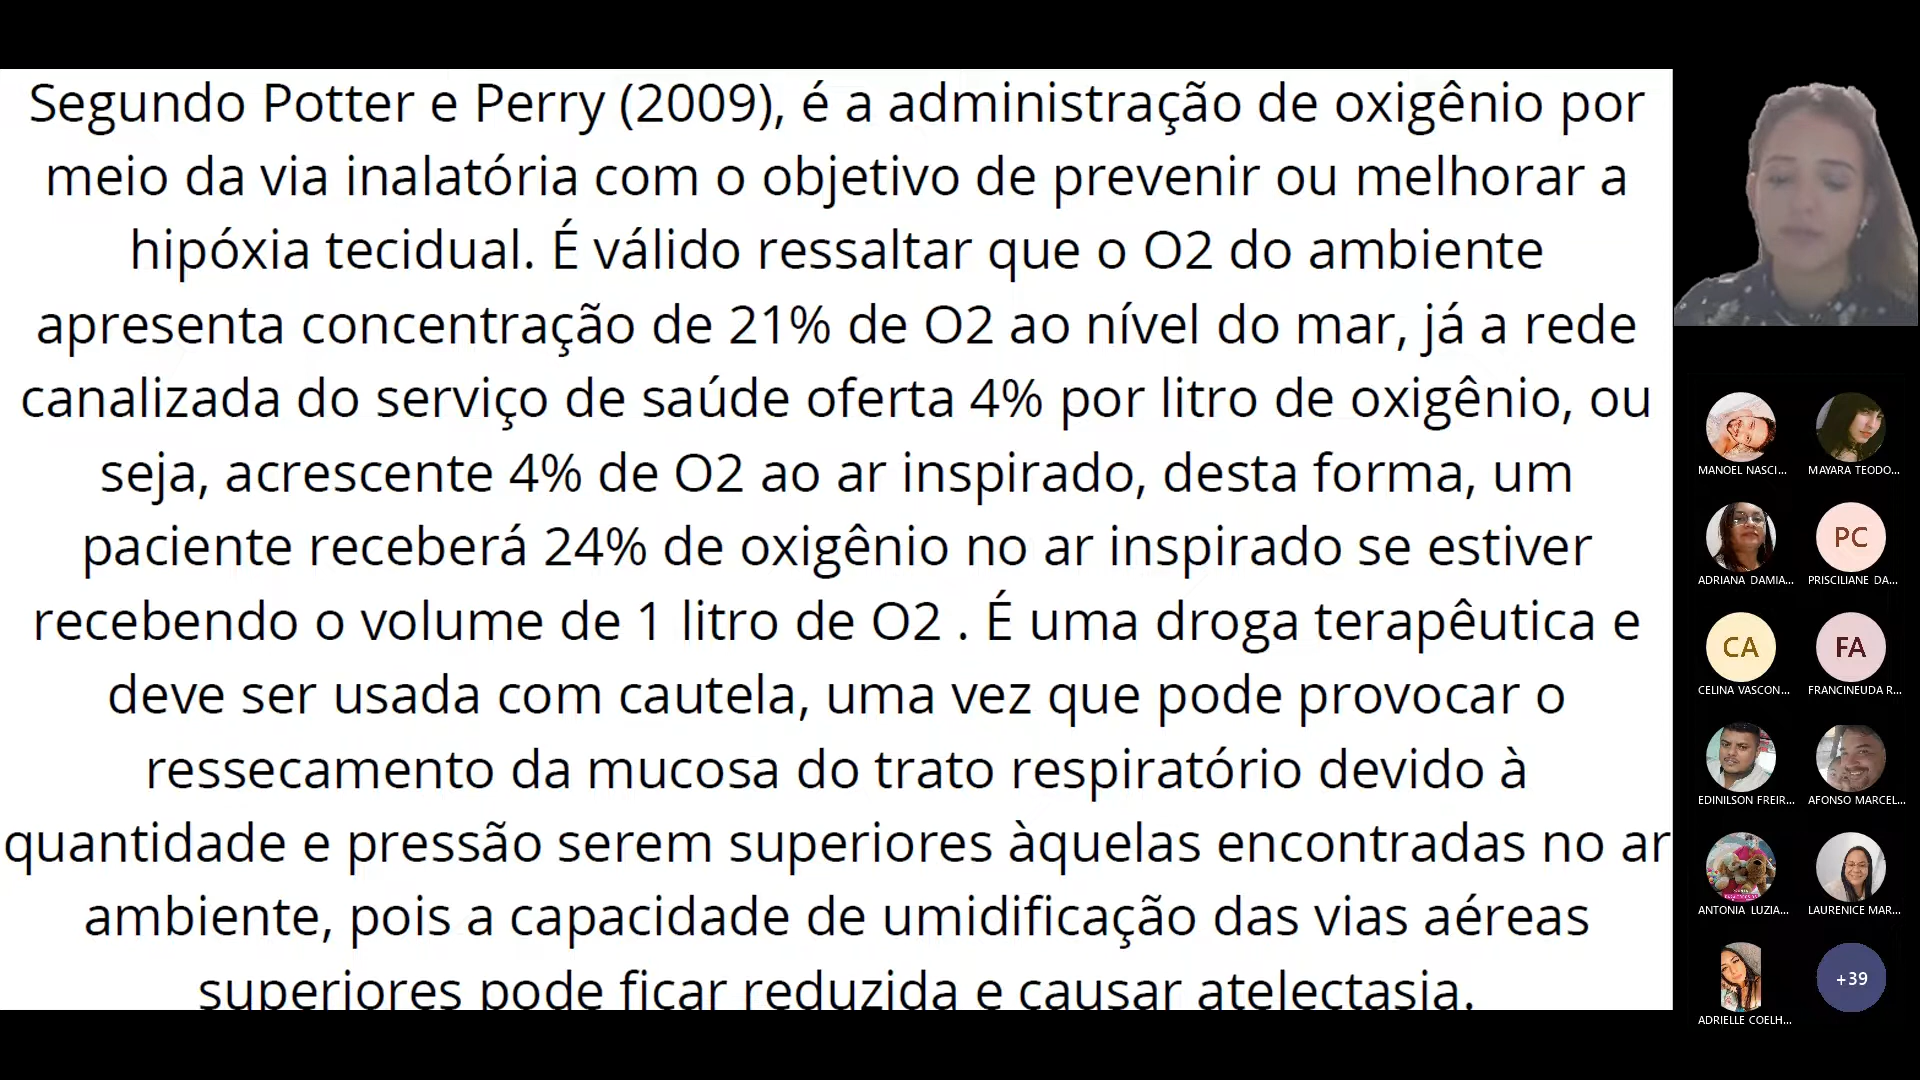 Segundo Potter e Perry (2009), é a administração de oxigênio por
meio da via inalatória com o objetivo de prevenir ou melhorar a
hipóxia tecidual. É válido ressaltar que o O2 do ambiente
apresenta concentração de 21% de O2 ao nível do mar, já a rede
canalizada do serviço de saúde oferta 4% por litro de oxigênio, ou
seja, acrescente 4% de O2 ao ar inspirado, desta forma, um
paciente receberá 24% de oxigênio no ar inspirado se estiver
recebendo o volume de 1 litro de O2 . É uma droga terapêutica e
deve ser usada com cautela, uma vez que pode provocar o
ressecamento da mucosa do trato respiratório devido à
quantidade e pressão serem superiores àquelas encontradas no ar
ambiente, pois a capacidade de umidificação das vias aéreas
superiores pode ficar reduzida e causar atelectasia.
MANOEL NASCI...
MAYARA TEODO...
ADRIANA DAMIA...
PC
PRISCILIANE DA...
CA
CELINA VASCON...
FA
FRANCINEUDA R...
EDINILSON FREIR...
AFONSO MARCEL...
ANTONIA LUZIA...
LAURENICE MAR...
ADRIELLE COELH...
+39